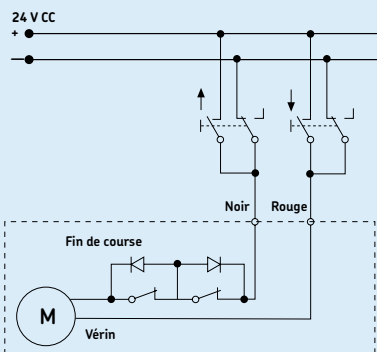 24 V CC
+
–
Noir Rouge
Fin de course
M
Vérin